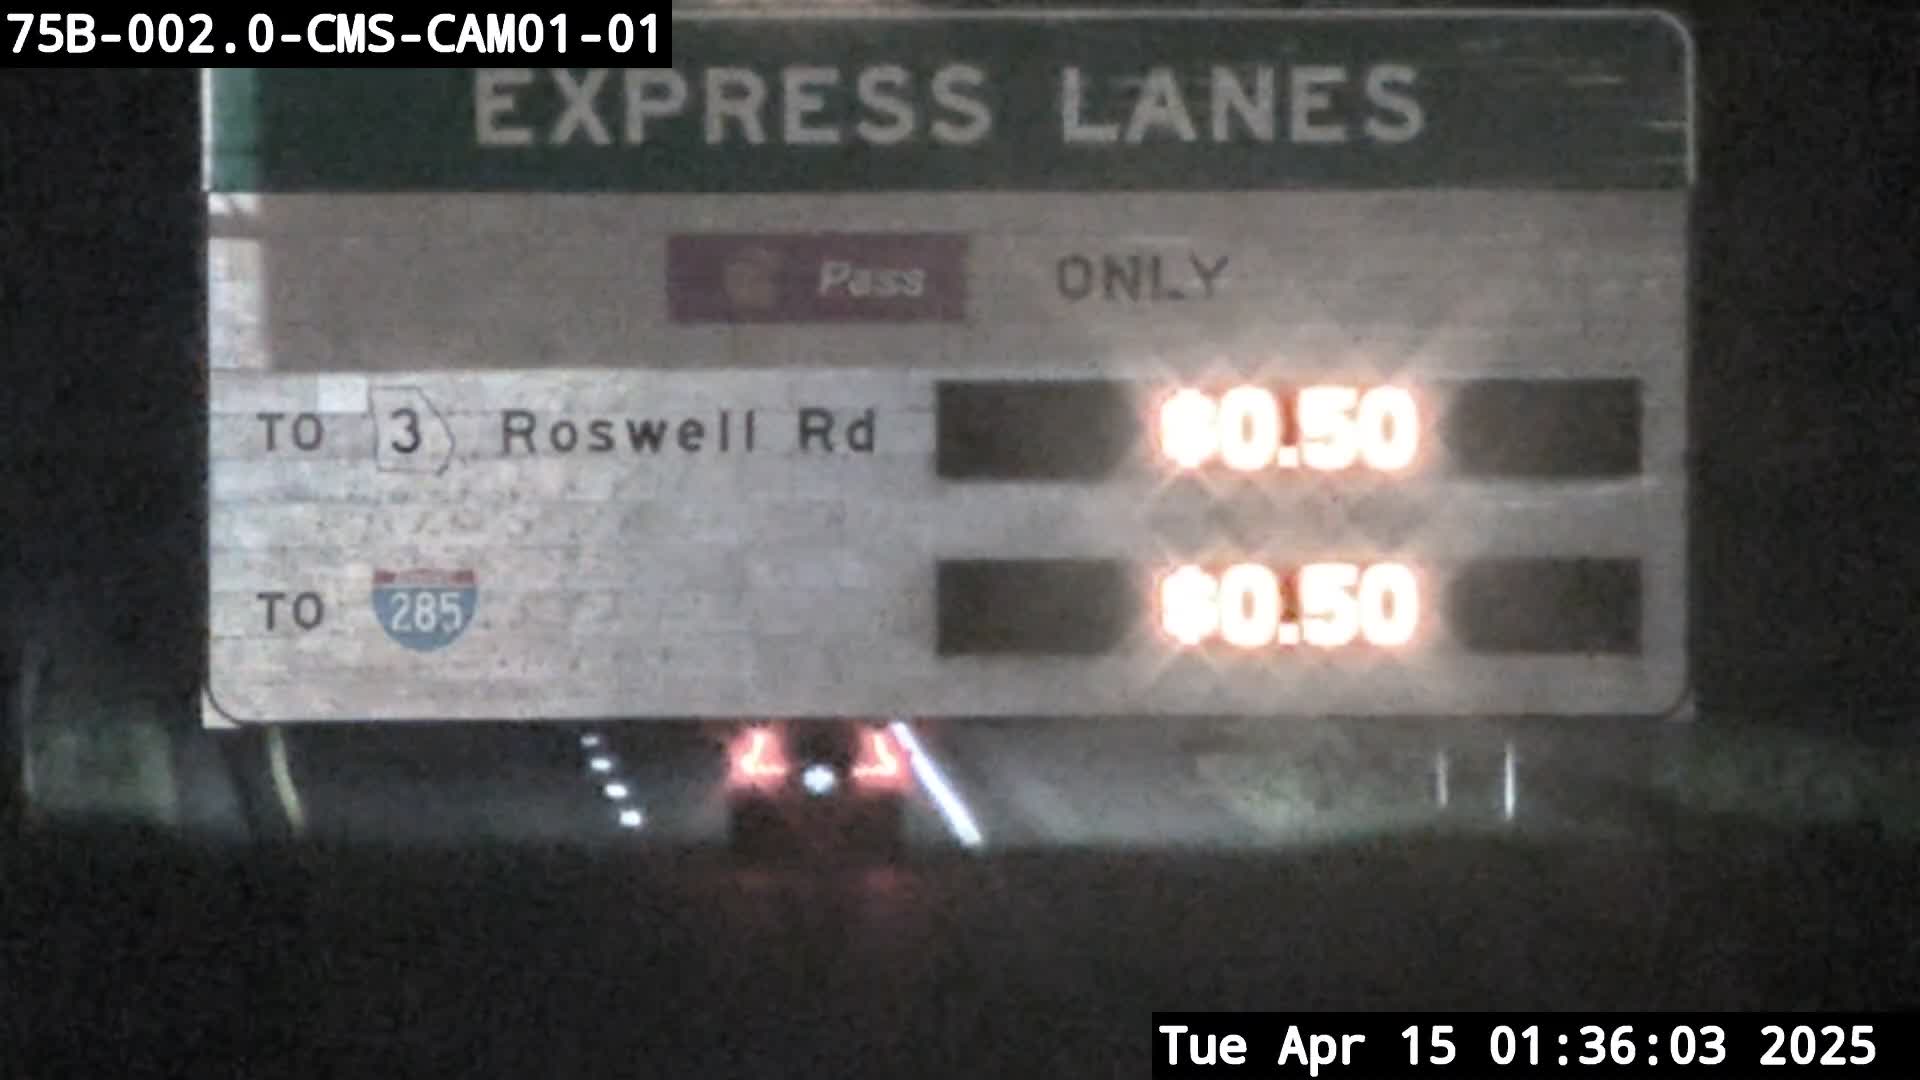 75B-002.0-CMS-CAM01-01
EXPRESS LANES
Pass ONLY
TO 3 Roswell Rd $0.50
TO 285 $0.50
Tue Apr 15 01:36:03 2025